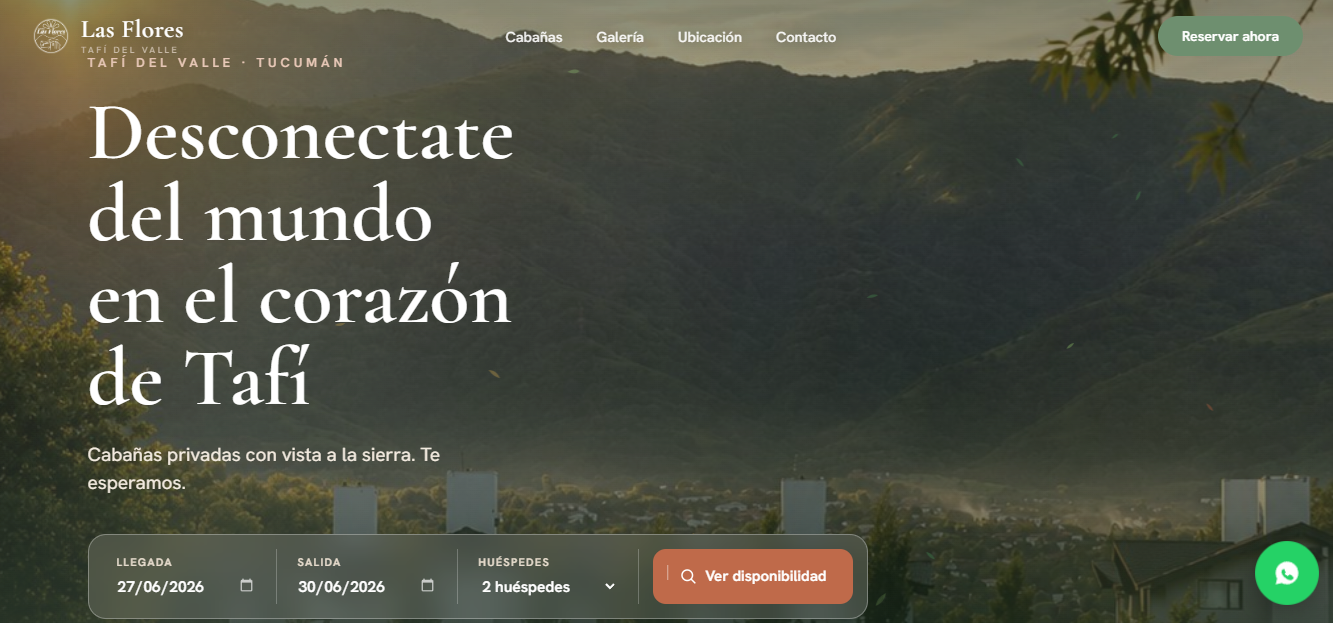 Las Flores
TAFÍ DEL VALLE
Cabañas
Galería
Ubicación
Contacto
Reservar ahora
TAFÍ DEL VALLE · TUCUMÁN
Desconectate
del mundo
en el corazón
de Tafí
Cabañas privadas con vista a la sierra. Te
esperamos.
LLEGADA
27/06/2026
SALIDA
30/06/2026
HUÉSPEDES
2 huéspedes
Ver disponibilidad